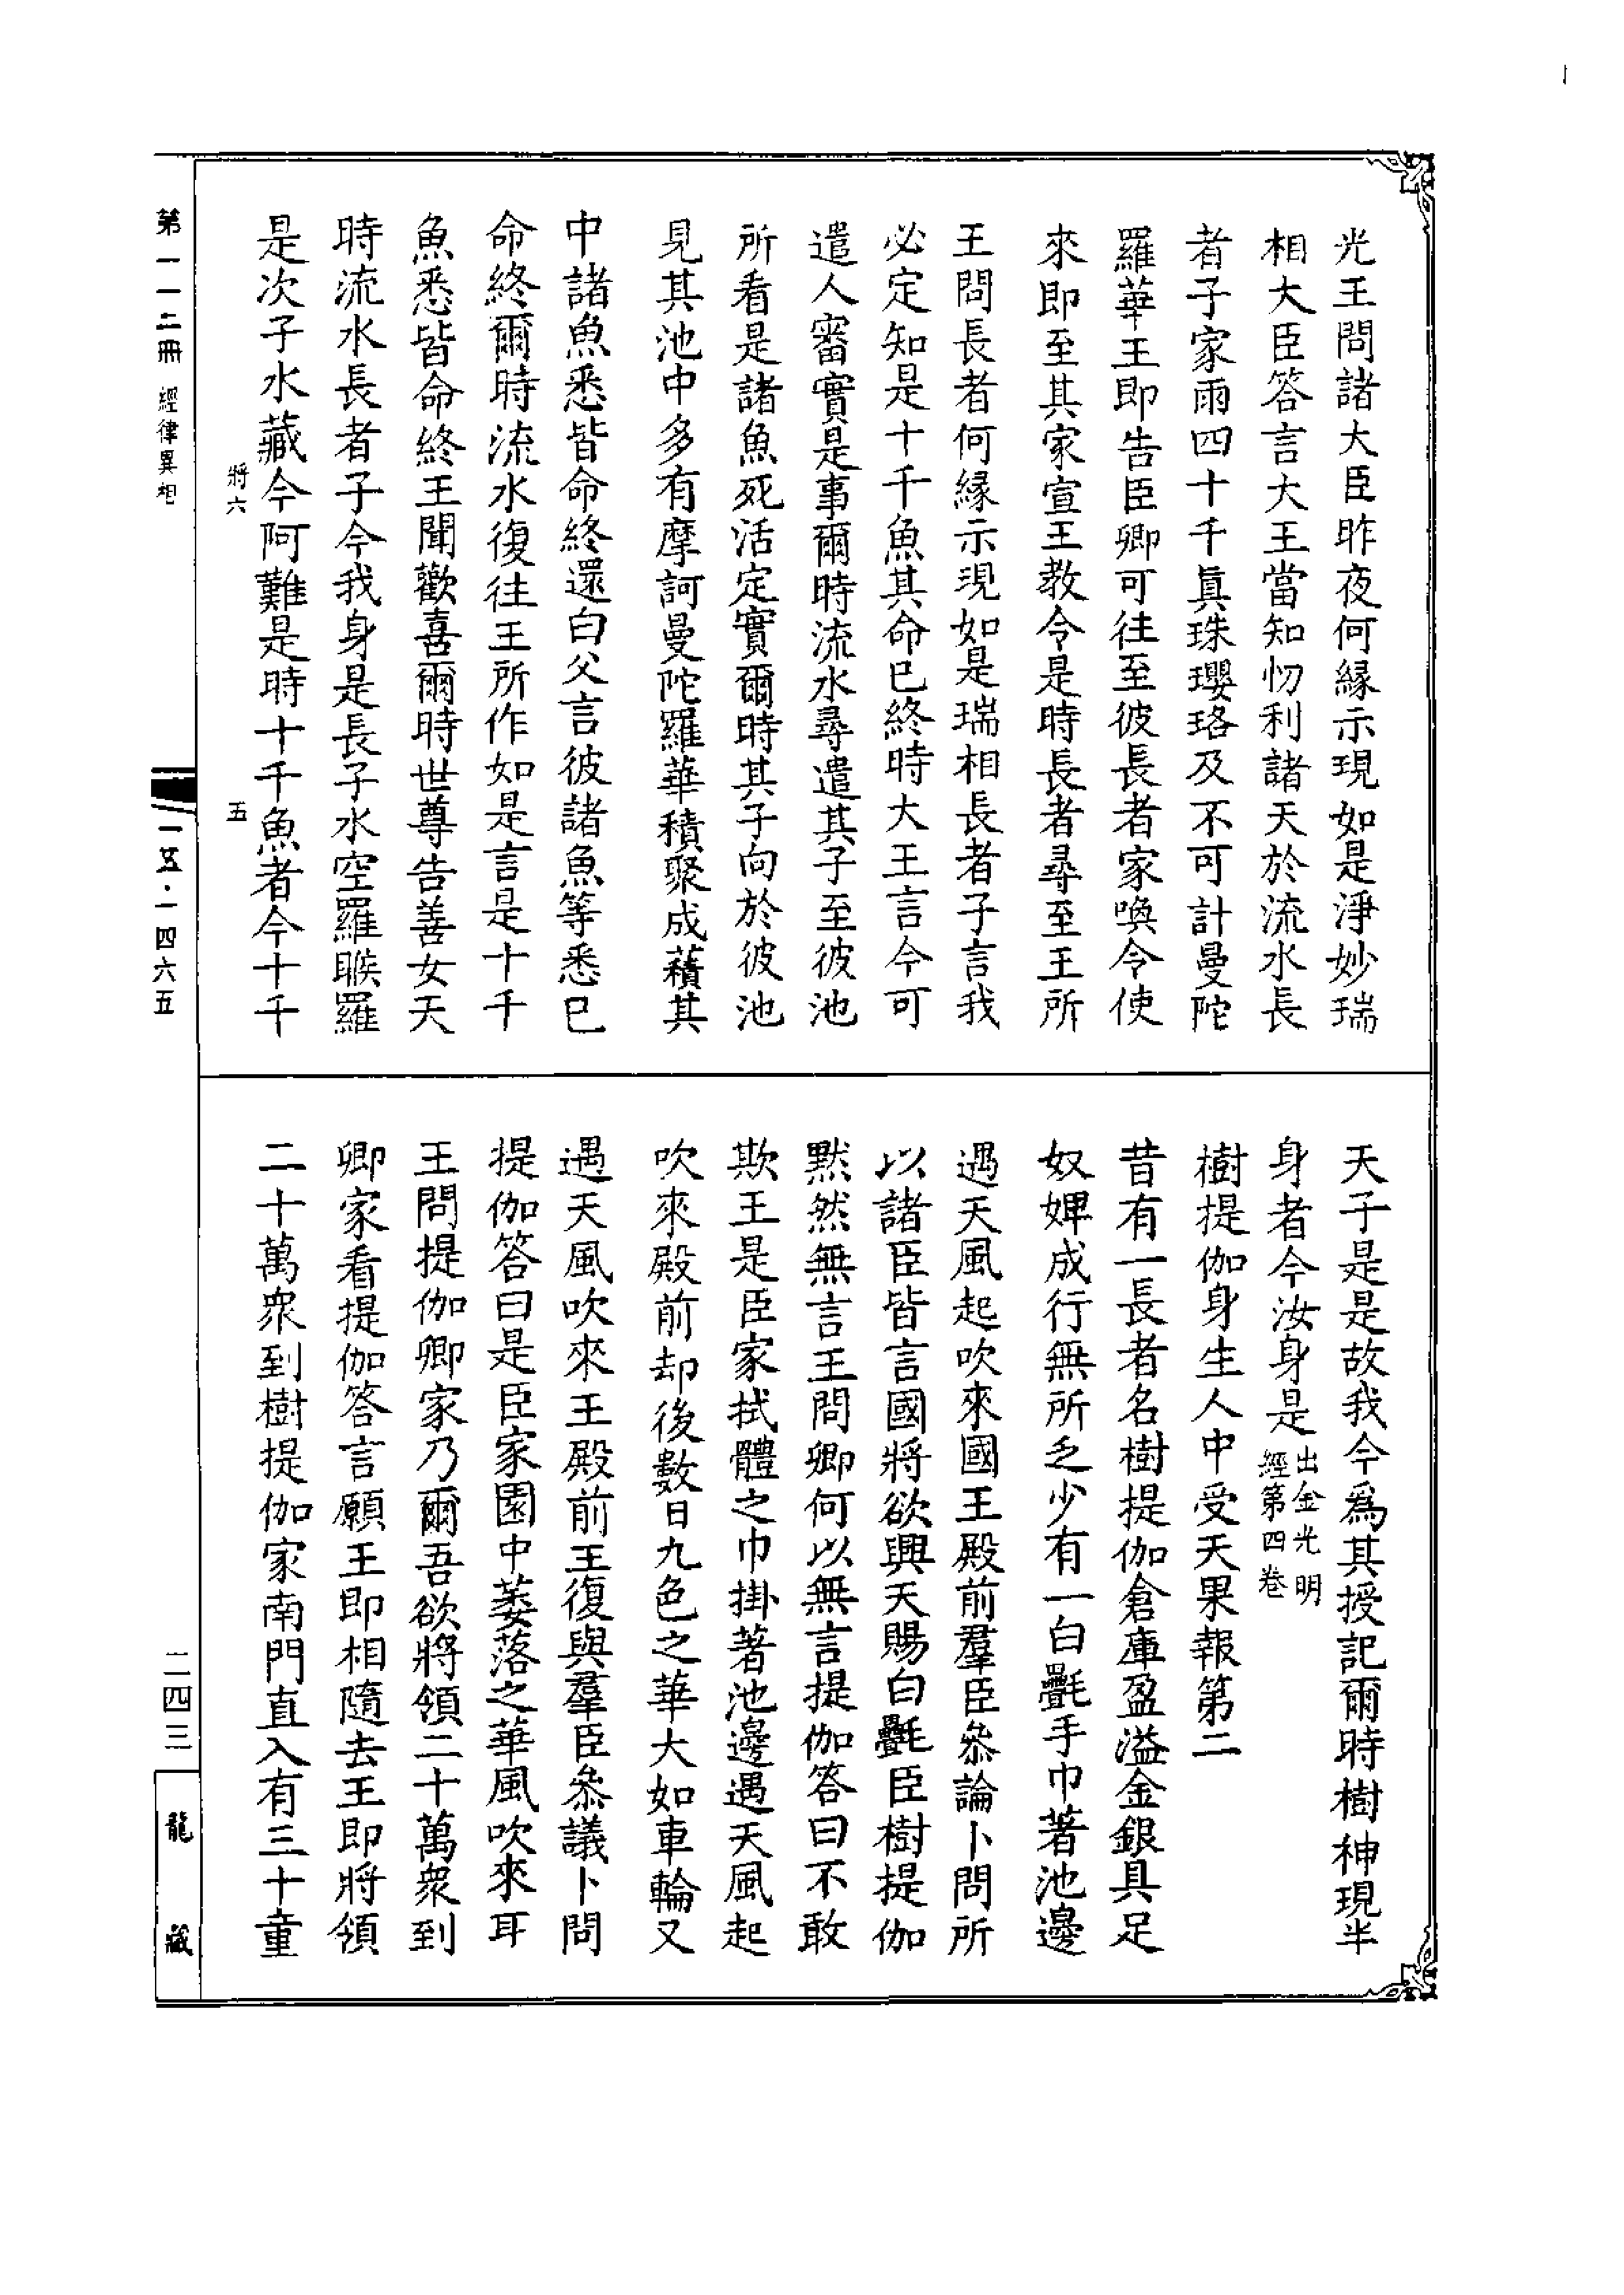 光王問諸大臣昨夜何緣示現如是淨妙瑞
相大臣答言大王當知忉利諸天於流水長
者子家雨四十千真珠瓔珞及不可計曼陀
羅華王即告臣卿可往至彼長者家喚令使
來即至其家宣王教令是時長者尋至王所
王問長者何緣示現如是瑞相長者子言我
必定知是十千魚其命已終時大王言今可
遣人審實是事爾時流水尋遣其子至彼池
所看是諸魚死活定實爾時其子向於彼池
見其池中多有摩訶曼陀羅華積聚成𧂐其
中諸魚悉皆命終還白父言彼諸魚等悉已
命終爾時流水復往王所作如是言是十千
魚悉皆命終王聞歡喜爾時世尊告善女天
時流水長者子今我身是長子水空羅睺羅
是次子水藏今阿難是時十千魚者今十千
天子是是故我今為其授記爾時樹神現半
身者今汝身是出金光明
經第四卷
樹提伽身生人中受天果報第二
昔有一長者名樹提伽倉庫盈溢金銀具足
奴婢成行無所乏少有一白㲲手巾著池邊
遇天風起吹來國王殿前羣臣叅論卜問所
以諸臣皆言國將欲興天賜白㲲臣樹提伽
默然無言王問卿何以無言提伽答曰不敢
欺王是臣家拭體之巾掛著池邊遇天風起
吹來殿前却後數日九色之華大如車輪又
遇天風吹來王殿前王復與羣臣叅議卜問
提伽答曰是臣家園中萎落之華風吹來耳
王問提伽卿家乃爾吾欲將領二十萬衆到
卿家看提伽答言願王即相隨去王即將領
二十萬衆到樹提伽家南門直入有三十童
將六
五
第一一二冊 經律異相
一五·一四六五
二四三
龍藏